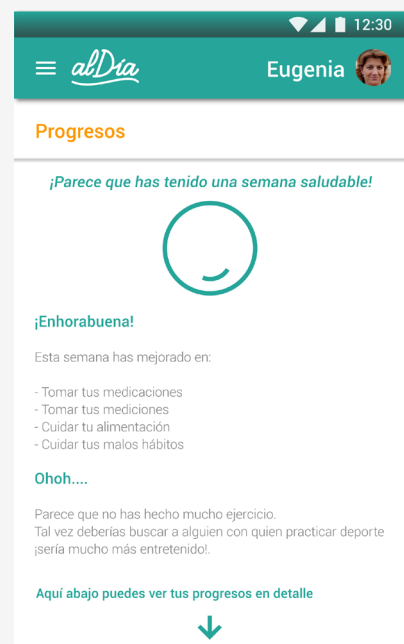 12:30
alDía
Eugenia
Progresos
¡Parece que has tenido una semana saludable!
¡Enhorabuena!
Esta semana has mejorado en:
- Tomar tus medicaciones
- Tomar tus mediciones
- Cuidar tu alimentación
- Cuidar tus malos hábitos
Ohoh....
Parece que no has hecho mucho ejercicio.
Tal vez deberías buscar a alguien con quien practicar deporte
¡sería mucho más entretenido!.
Aquí abajo puedes ver tus progresos en detalle